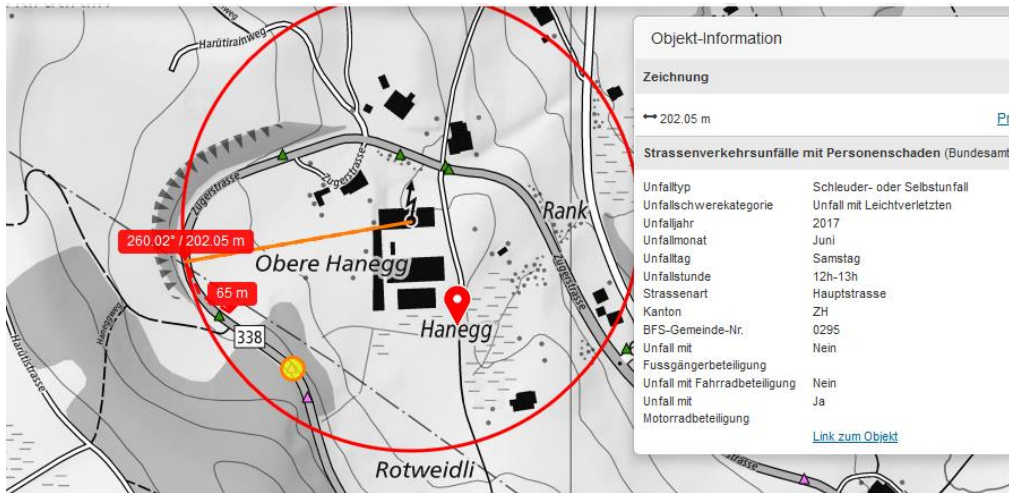 Harütirainweg
Zugerstrasse
Zugerstrasse
Rank
260.02° / 202.05 m
Obere Hanegg
65 m
Zugerstrasse
Haneggweg
338
Hanegg
Harütistrasse
Rotweidli
Objekt-Information
Zeichnung
202.05 m Pr
Strassenverkehrsunfälle mit Personenschaden (Bundesamt
Unfalltyp Schleuder- oder Selbstunfall
Unfallschwerekategorie Unfall mit Leichtverletzten
Unfalljahr 2017
Unfallmonat Juni
Unfalltag Samstag
Unfallstunde 12h-13h
Strassenart Hauptstrasse
Kanton ZH
BFS-Gemeinde-Nr. 0295
Unfall mit Nein
Fussgängerbeteiligung
Unfall mit Fahrradbeteiligung Nein
Unfall mit Ja
Motorradbeteiligung
Link zum Objekt